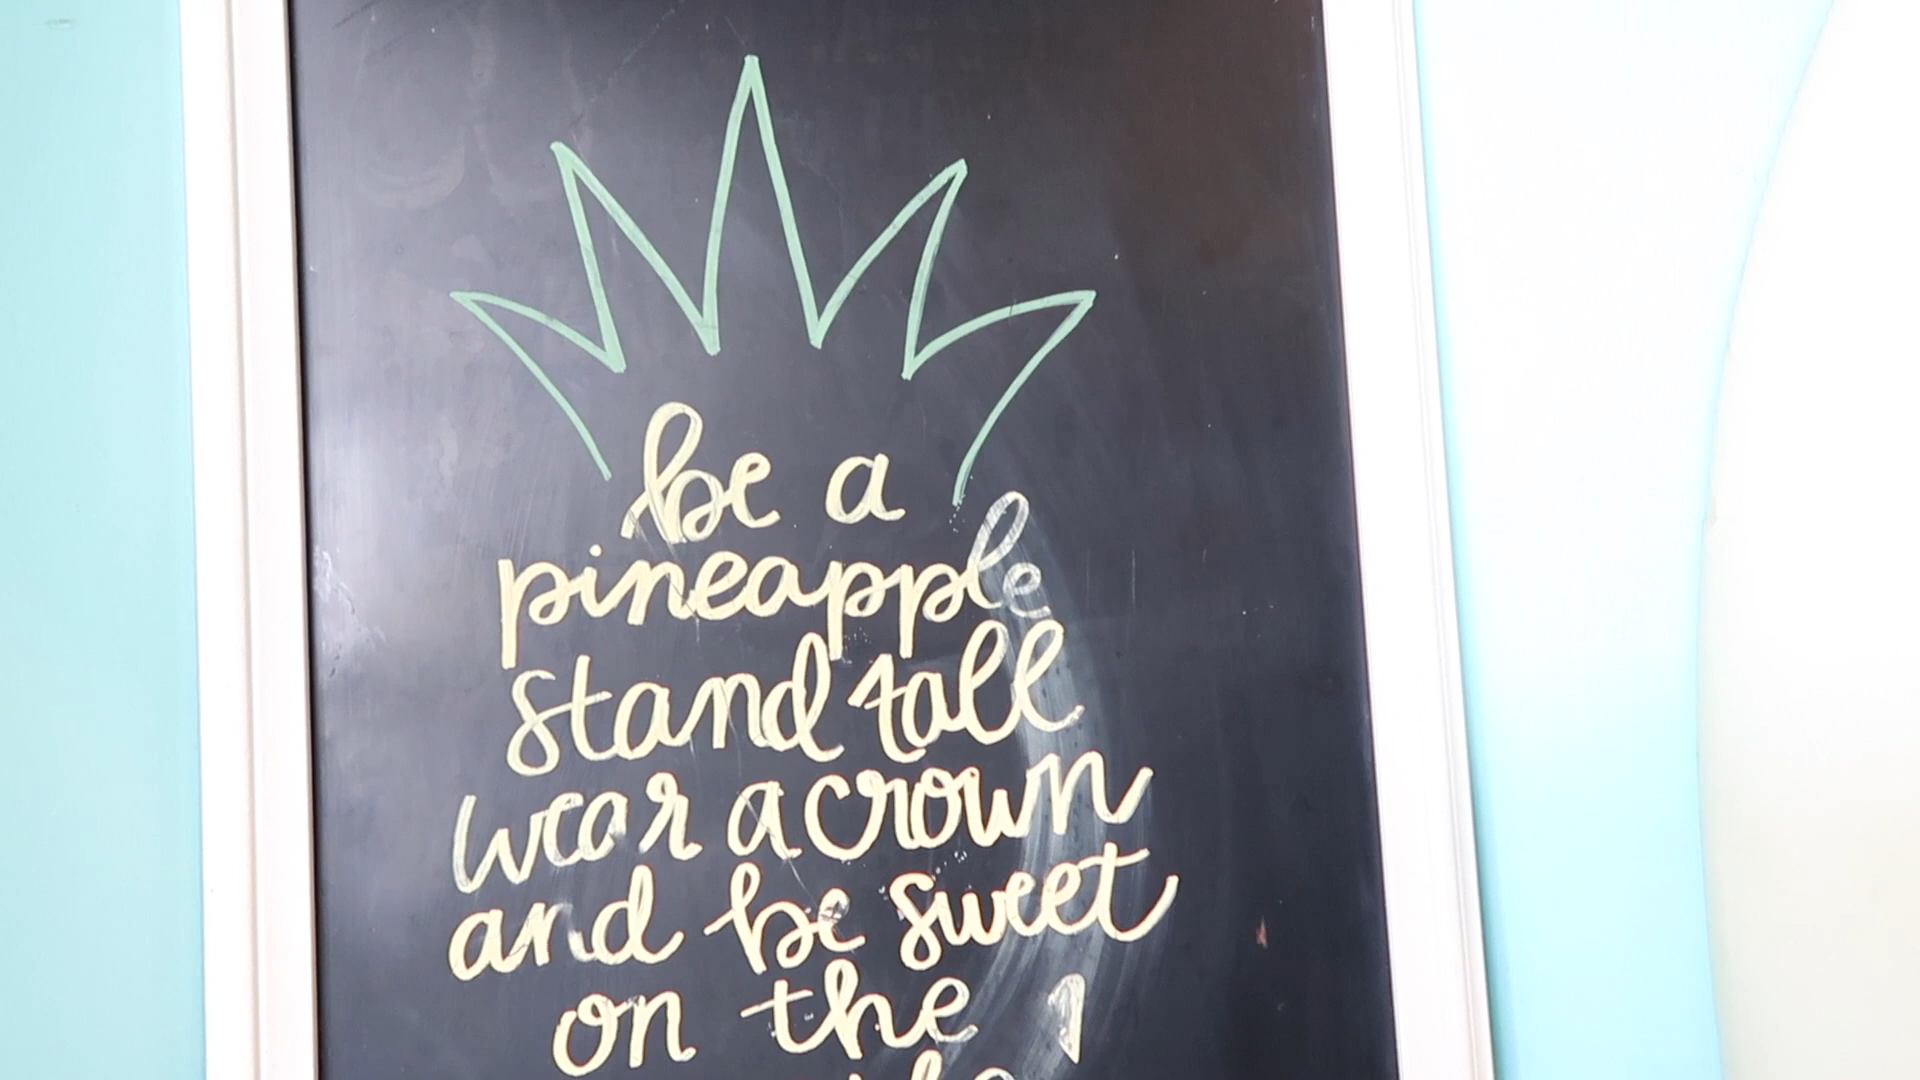 be a
pineapple
stand tall
wear a crown
and be sweet
on the